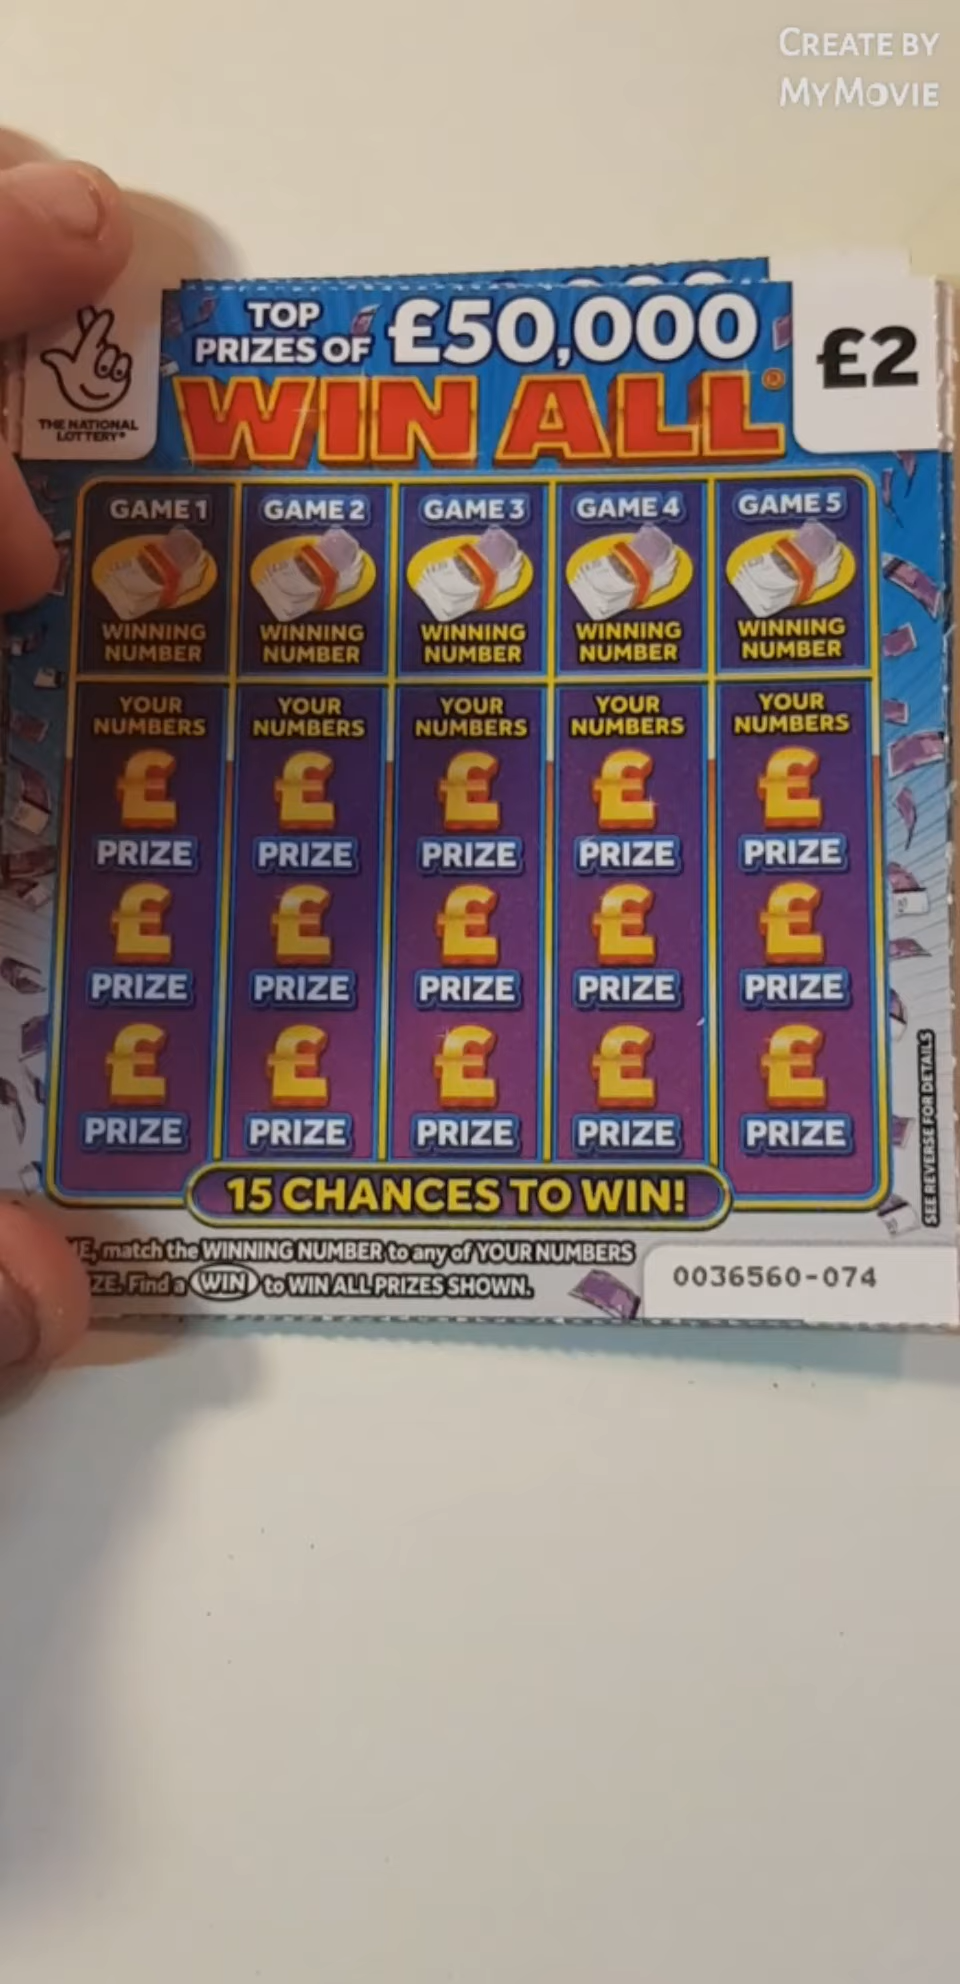 CREATE BY
MYMOVIE
TOP
PRIZES OF £50,000
£2
WIN ALL®
THE NATIONAL
LOTTERY®
GAME 1 GAME 2 GAME 3 GAME 4 GAME 5
WINNING NUMBER WINNING NUMBER WINNING NUMBER WINNING NUMBER WINNING NUMBER
YOUR NUMBERS YOUR NUMBERS YOUR NUMBERS YOUR NUMBERS YOUR NUMBERS
£ £ £ £ £
PRIZE PRIZE PRIZE PRIZE PRIZE
£ £ £ £ £
PRIZE PRIZE PRIZE PRIZE PRIZE
£ £ £ £ £
PRIZE PRIZE PRIZE PRIZE PRIZE
SEE REVERSE FOR DETAILS
15 CHANCES TO WIN!
match the WINNING NUMBER to any of YOUR NUMBERS
Find a WIN to WIN ALL PRIZES SHOWN.
0036560-074